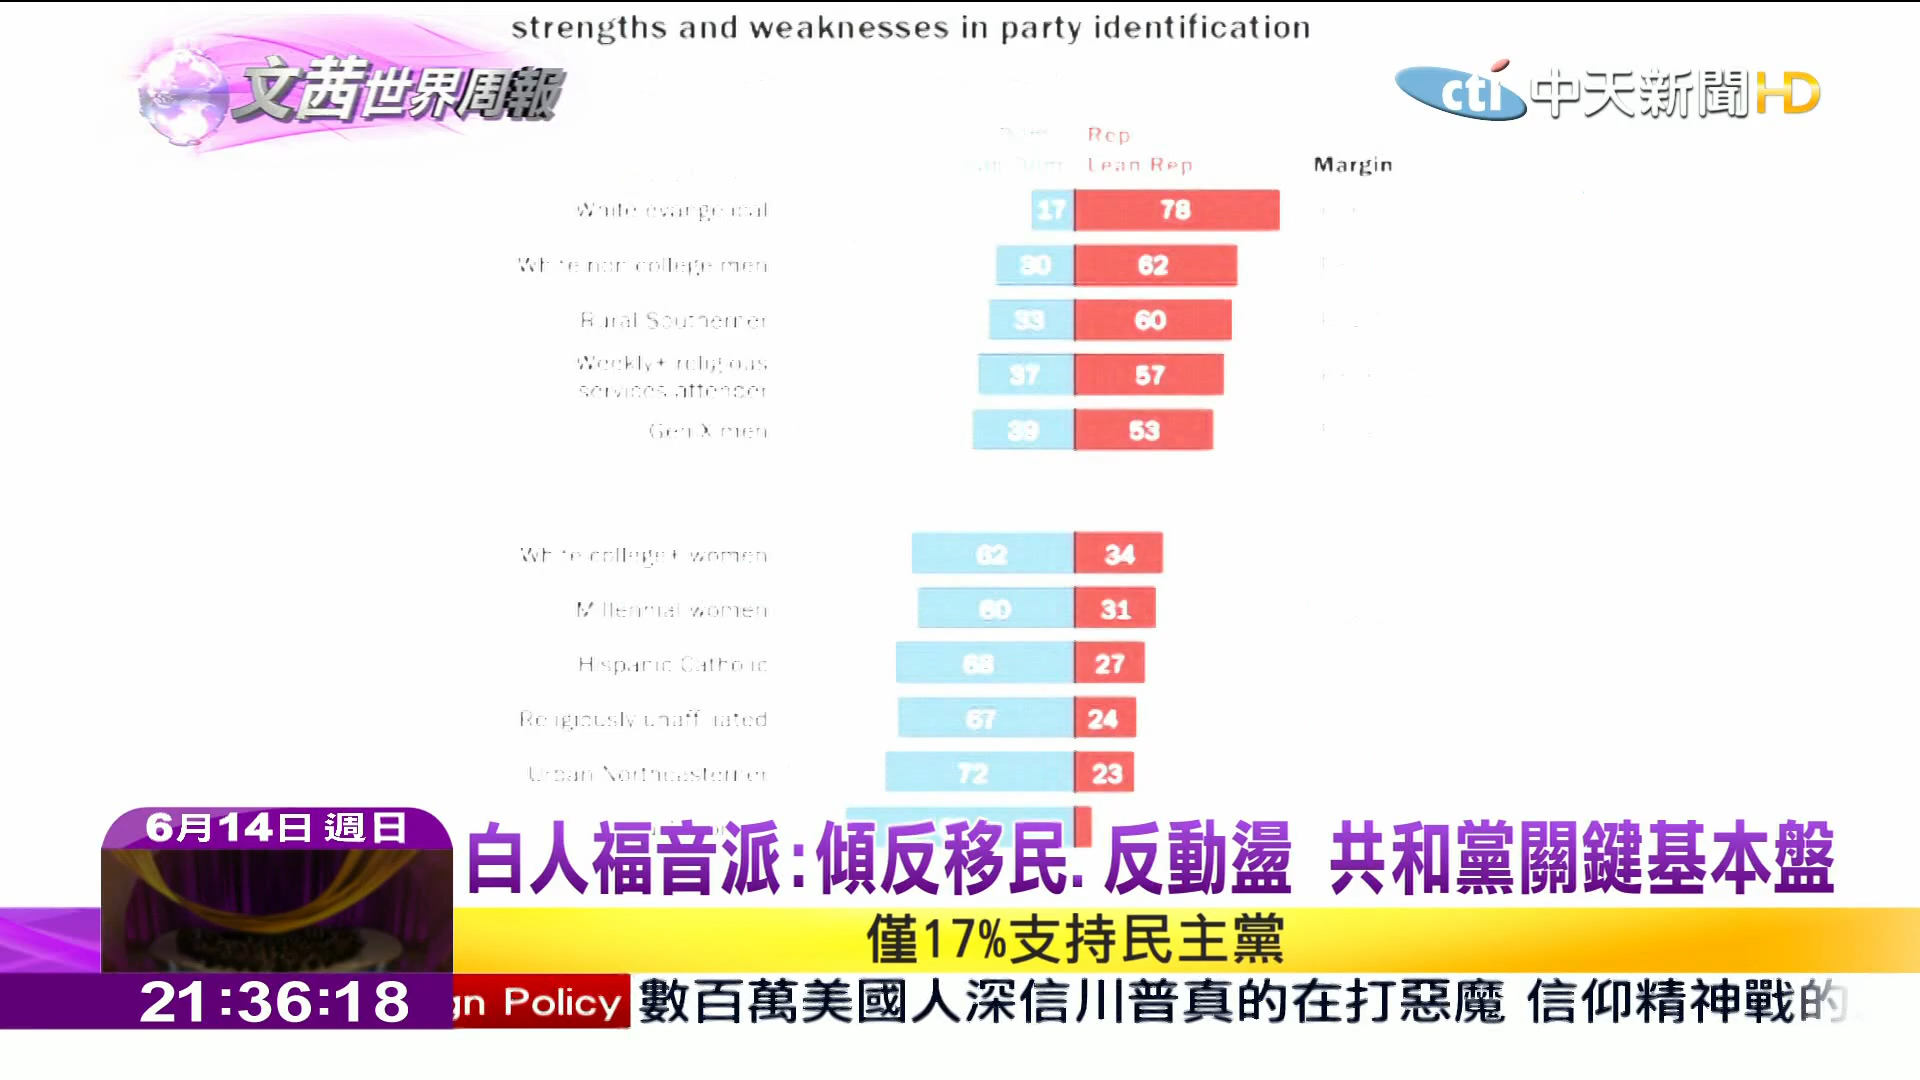 strengths and weaknesses in party identification
文茜世界周報
cti 中天新聞HD
Rep
Lean Rep
Margin
White evangelical 17 78
White non college men 30 62
Rural Southerner 33 60
Weekly+ religious
services attender 37 57
Gen X men 39 53
White college+ women 62 34
Millennial women 60 31
Hispanic Catholic 68 27
Religiously unaffiliated 67 24
Urban Northeasterner 72 23
6月14日 週日
白人福音派:傾反移民.反動盪 共和黨關鍵基本盤
僅17%支持民主黨
21:36:18
gn Policy 數百萬美國人深信川普真的在打惡魔 信仰精神戰的